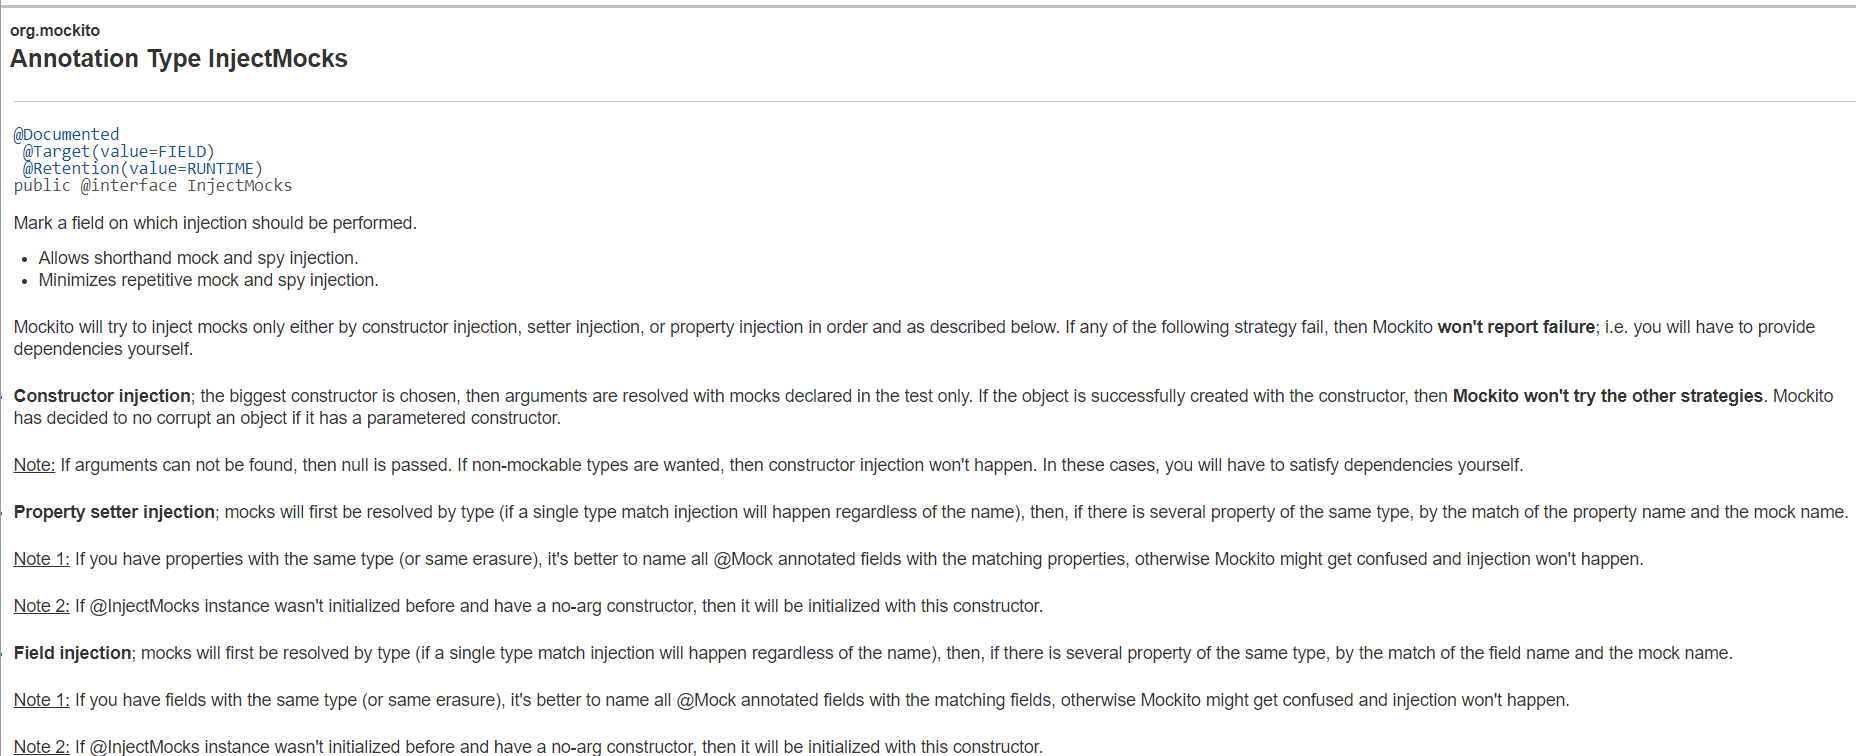 org.mockito
Annotation Type InjectMocks
@Documented
@Target(value=FIELD)
@Retention(value=RUNTIME)
public @interface InjectMocks
Mark a field on which injection should be performed.
• Allows shorthand mock and spy injection.
• Minimizes repetitive mock and spy injection.
Mockito will try to inject mocks only either by constructor injection, setter injection, or property injection in order and as described below. If any of the following strategy fail, then Mockito won't report failure; i.e. you will have to provide
dependencies yourself.
Constructor injection; the biggest constructor is chosen, then arguments are resolved with mocks declared in the test only. If the object is successfully created with the constructor, then Mockito won't try the other strategies. Mockito
has decided to no corrupt an object if it has a parametered constructor.
Note: If arguments can not be found, then null is passed. If non-mockable types are wanted, then constructor injection won't happen. In these cases, you will have to satisfy dependencies yourself.
Property setter injection; mocks will first be resolved by type (if a single type match injection will happen regardless of the name), then, if there is several property of the same type, by the match of the property name and the mock name.
Note 1: If you have properties with the same type (or same erasure), it's better to name all @Mock annotated fields with the matching properties, otherwise Mockito might get confused and injection won't happen.
Note 2: If @InjectMocks instance wasn't initialized before and have a no-arg constructor, then it will be initialized with this constructor.
Field injection; mocks will first be resolved by type (if a single type match injection will happen regardless of the name), then, if there is several property of the same type, by the match of the field name and the mock name.
Note 1: If you have fields with the same type (or same erasure), it's better to name all @Mock annotated fields with the matching fields, otherwise Mockito might get confused and injection won't happen.
Note 2: If @InjectMocks instance wasn't initialized before and have a no-arg constructor, then it will be initialized with this constructor.